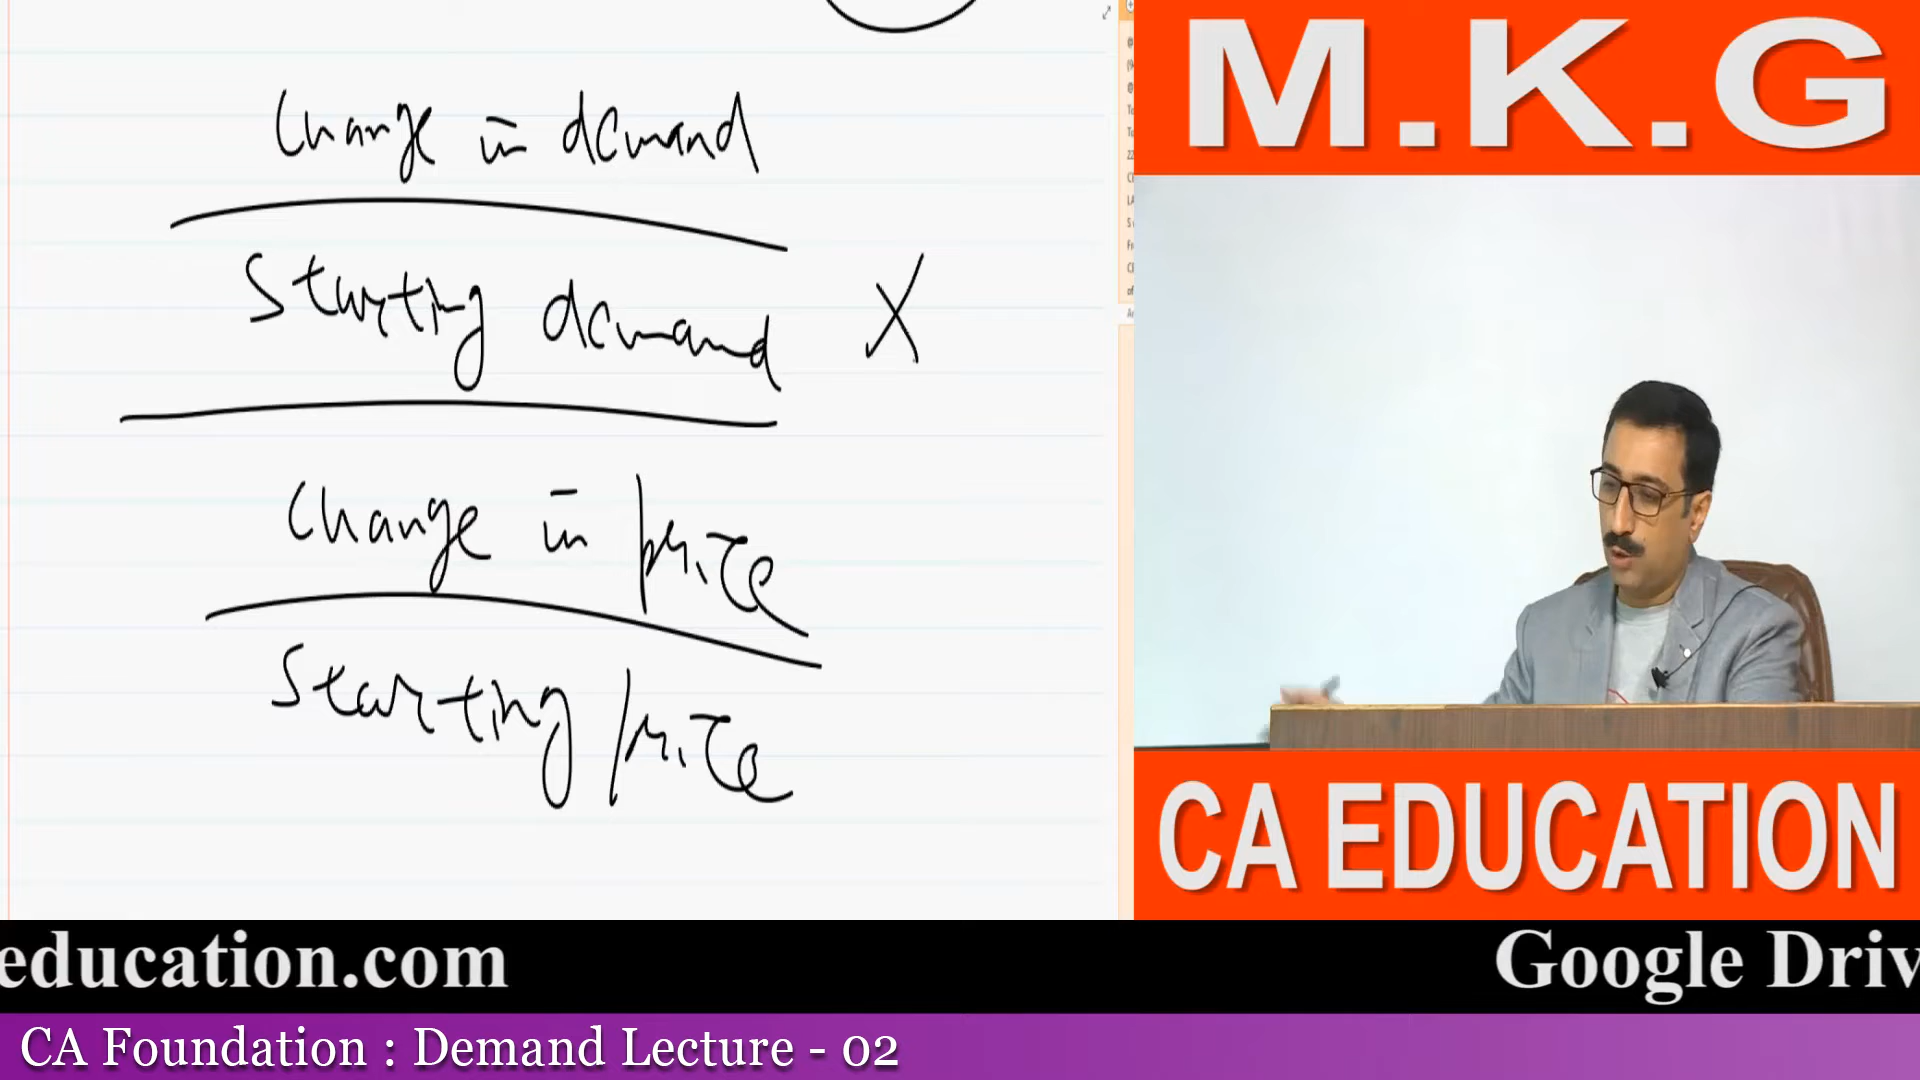 Change in demand
Starting demand X
Change in price
Starting price
M.K.G
CA EDUCATION
education.com
Google Driv
CA Foundation : Demand Lecture - 02